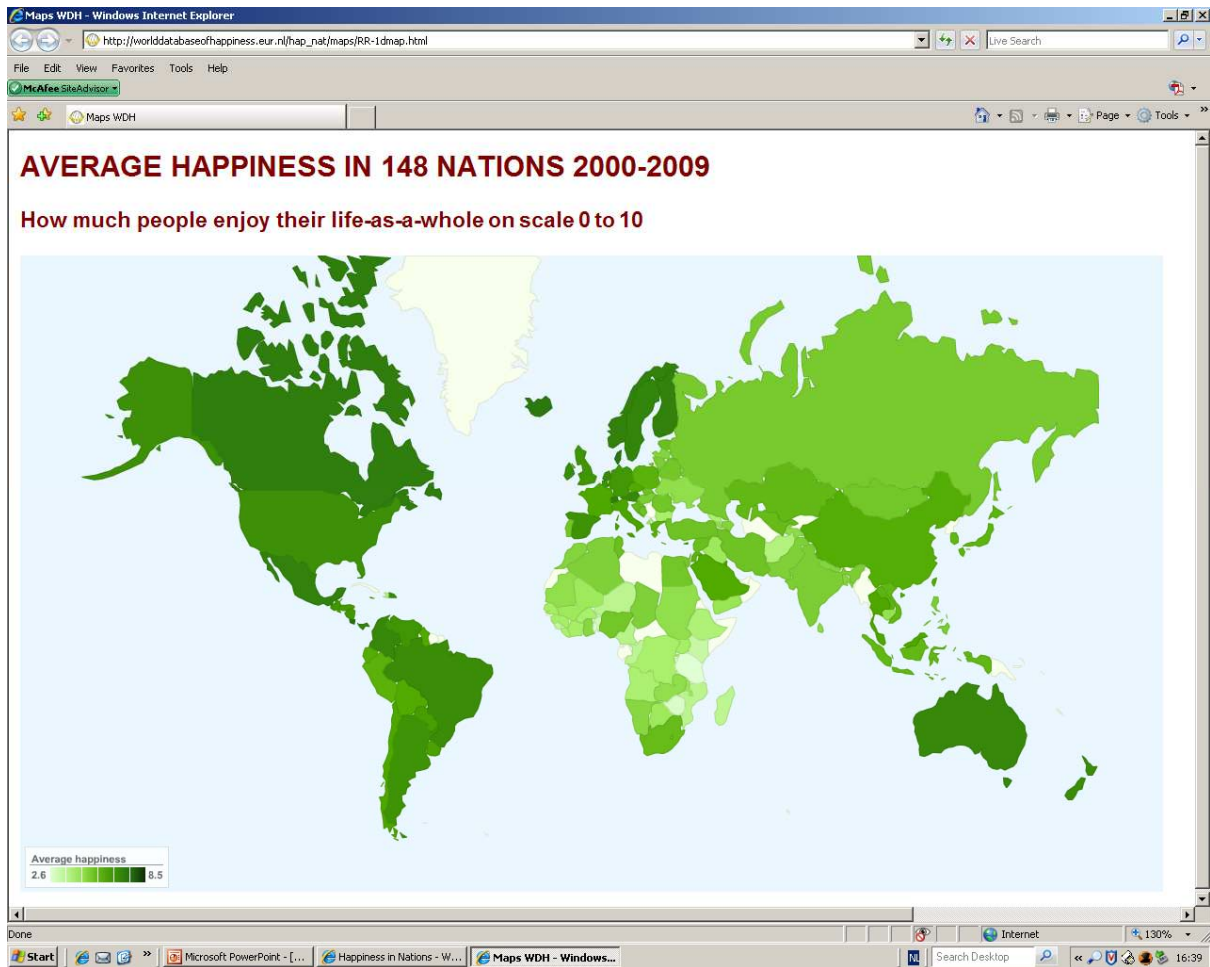 Maps WDH - Windows Internet Explorer
http://worlddatabaseofhappiness.eur.nl/hap_nat/maps/RR-1dmap.html
Live Search
File Edit View Favorites Tools Help
McAfee SiteAdvisor
Maps WDH
Page Tools
AVERAGE HAPPINESS IN 148 NATIONS 2000-2009
How much people enjoy their life-as-a-whole on scale 0 to 10
Average happiness
2.6 8.5
Done Internet 130%
Start Microsoft PowerPoint - [... Happiness in Nations - W... Maps WDH - Windows... NL Search Desktop 16:39